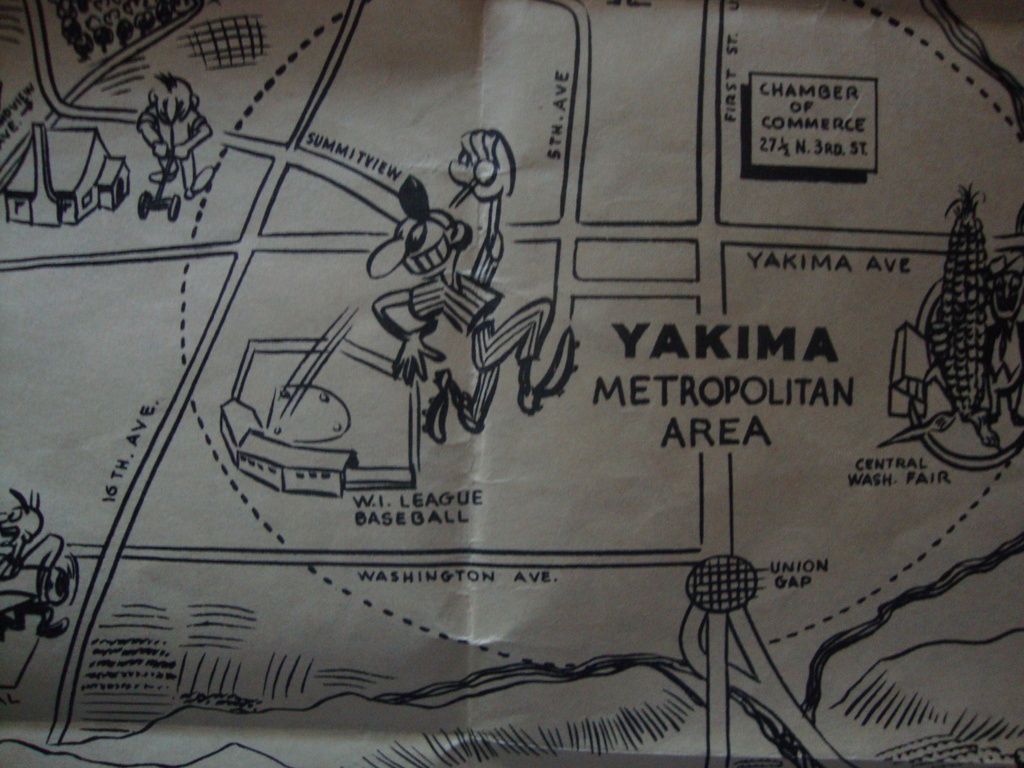 CHAMBER
OF
COMMERCE
27½ N. 3RD. ST.
FIRST ST.
5TH. AVE
SUMMITVIEW
AVE.
YAKIMA AVE
YAKIMA
METROPOLITAN
AREA
16TH. AVE.
CENTRAL
WASH. FAIR
W.I. LEAGUE
BASEBALL
WASHINGTON AVE.
UNION
GAP